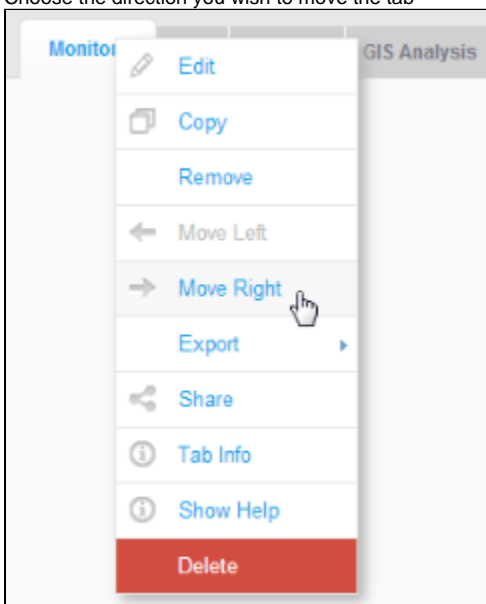 Choose the direction you wish to move the tab
Monitor GIS Analysis
Edit
Copy
Remove
Move Left
Move Right
Export
Share
Tab Info
Show Help
Delete